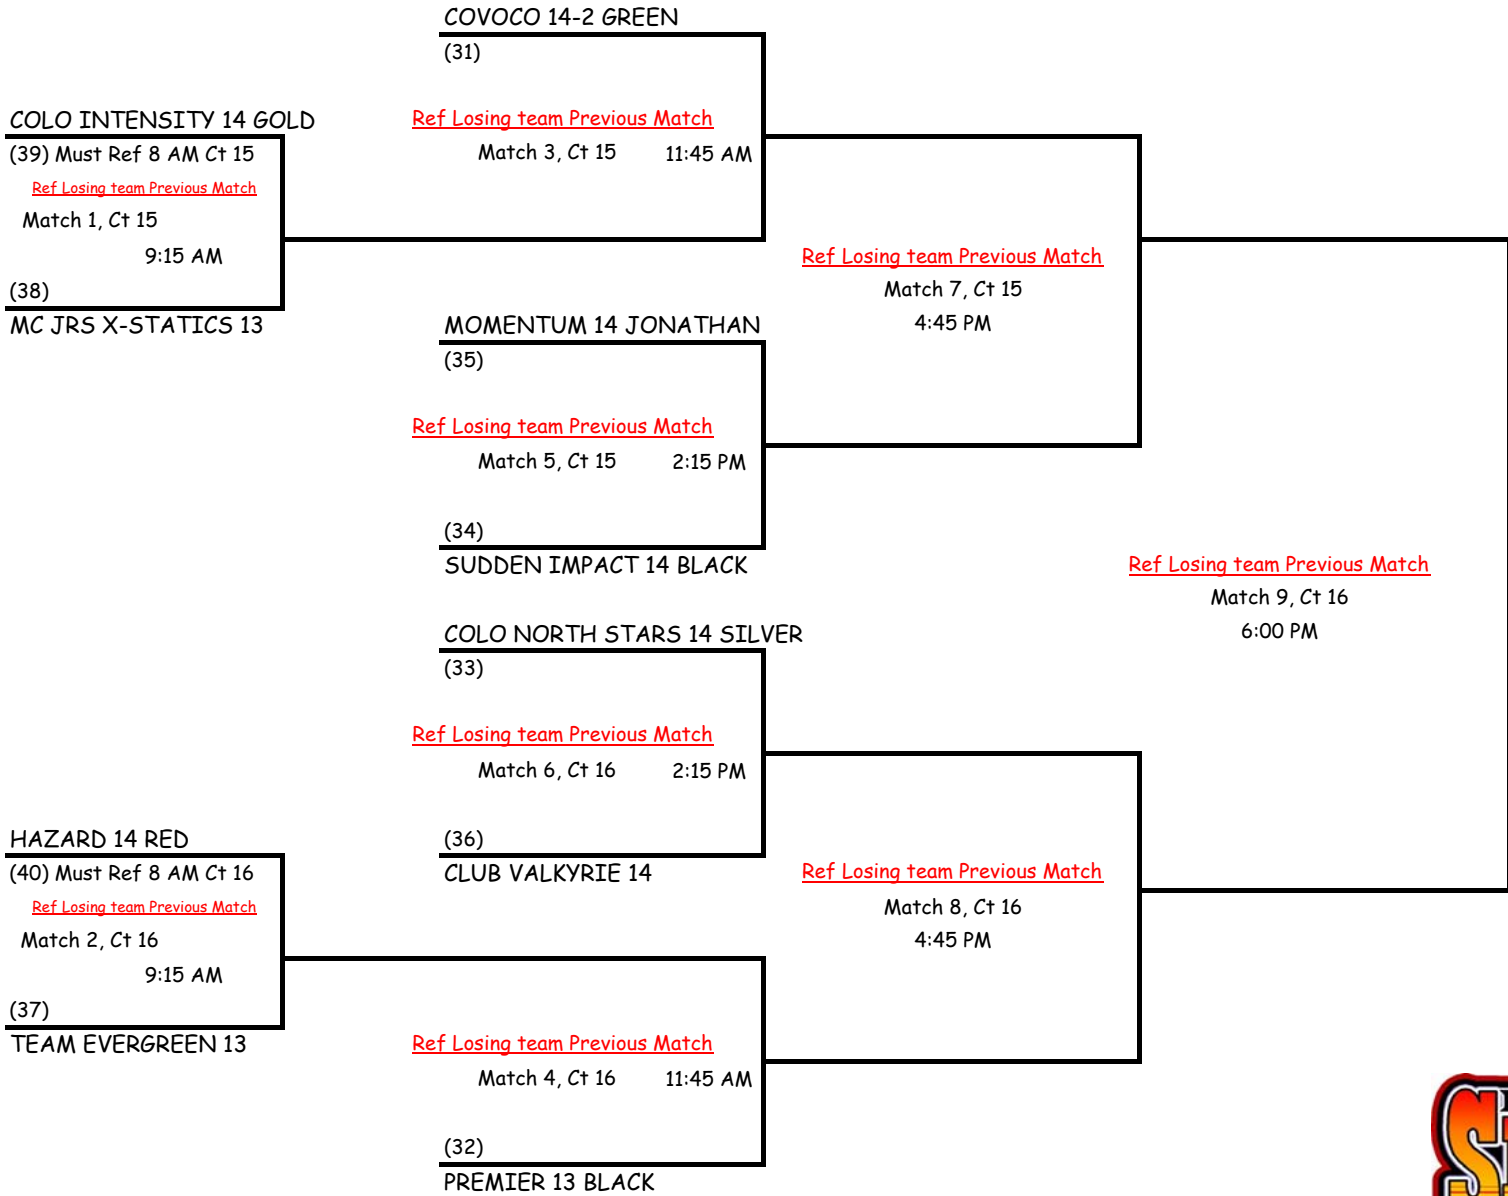 COVOCO 14-2 GREEN
(31)
COLO INTENSITY 14 GOLD
(39) Must Ref 8 AM Ct 15
Ref Losing team Previous Match
Match 1, Ct 15
9:15 AM
(38)
MC JRS X-STATICS 13
Ref Losing team Previous Match
Match 3, Ct 15 11:45 AM
Ref Losing team Previous Match
Match 7, Ct 15
4:45 PM
MOMENTUM 14 JONATHAN
(35)
Ref Losing team Previous Match
Match 5, Ct 15 2:15 PM
(34)
SUDDEN IMPACT 14 BLACK
Ref Losing team Previous Match
Match 9, Ct 16
6:00 PM
COLO NORTH STARS 14 SILVER
(33)
Ref Losing team Previous Match
Match 6, Ct 16 2:15 PM
(36)
CLUB VALKYRIE 14
HAZARD 14 RED
(40) Must Ref 8 AM Ct 16
Ref Losing team Previous Match
Match 2, Ct 16
9:15 AM
(37)
TEAM EVERGREEN 13
Ref Losing team Previous Match
Match 8, Ct 16
4:45 PM
Ref Losing team Previous Match
Match 4, Ct 16 11:45 AM
(32)
PREMIER 13 BLACK